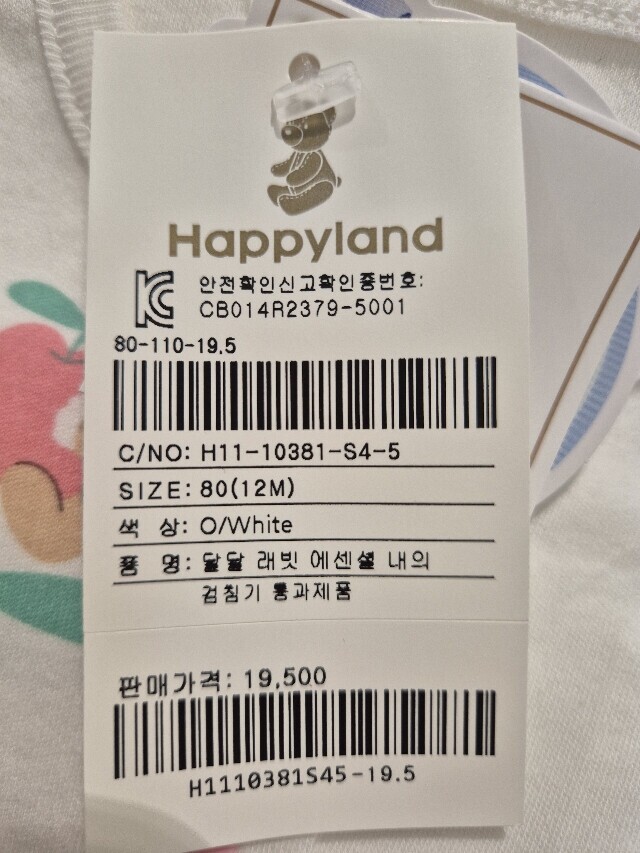 Happyland
안전확인신고확인증번호:
CB014R2379-5001
80-110-19.5
C/NO: H11-10381-S4-5
SIZE: 80(12M)
색 상: O/White
품 명: 달달 래빗 에센셜 내의
검침기 통과제품
판매가격: 19,500
H1110381S45-19.5